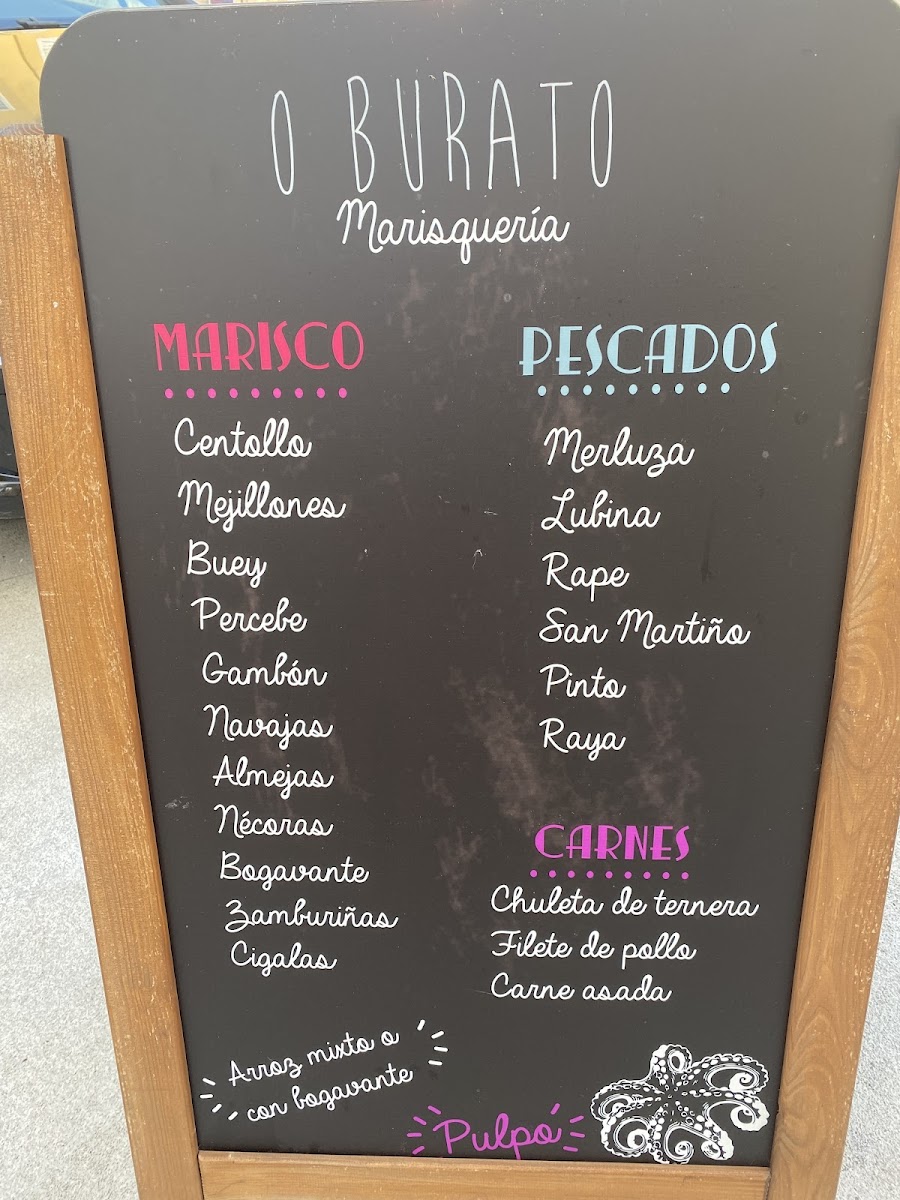 O BURATO
Marisquería
MARISCO
Centollo
Mejillones
Buey
Percebe
Gambón
Navajas
Almejas
Nécoras
Bogavante
Zamburiñas
Cigalas
PESCADOS
Merluza
Lubina
Rape
San Martiño
Pinto
Raya
CARNES
Chuleta de ternera
Filete de pollo
Carne asada
Arroz mixto o
con bogavante
Pulpo